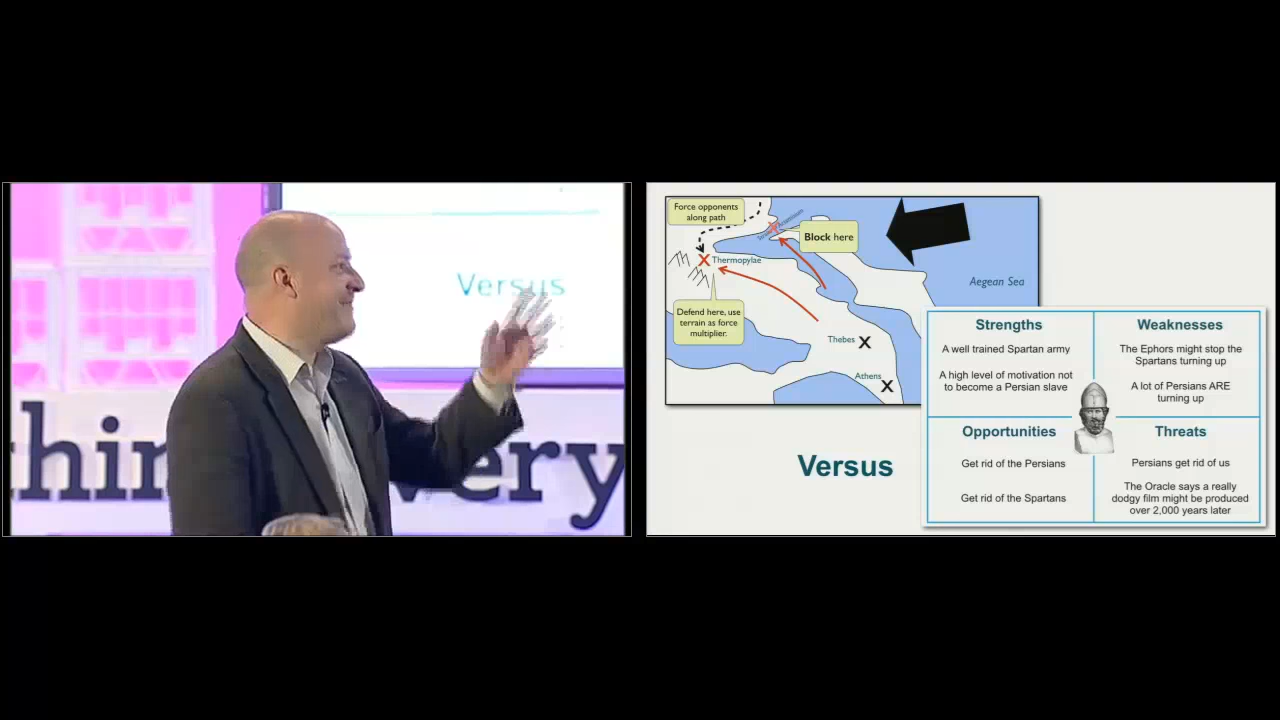 Versus
hin
very
Force opponents
along path
Block here
Thermopylae
Aegean Sea
Defend here, use
terrain as force
multiplier.
Thebes X
Athens X
Versus
Strengths
A well trained Spartan army
A high level of motivation not
to become a Persian slave
Weaknesses
The Ephors might stop the
Spartans turning up
A lot of Persians ARE
turning up
Opportunities
Get rid of the Persians
Get rid of the Spartans
Threats
Persians get rid of us
The Oracle says a really
dodgy film might be produced
over 2,000 years later